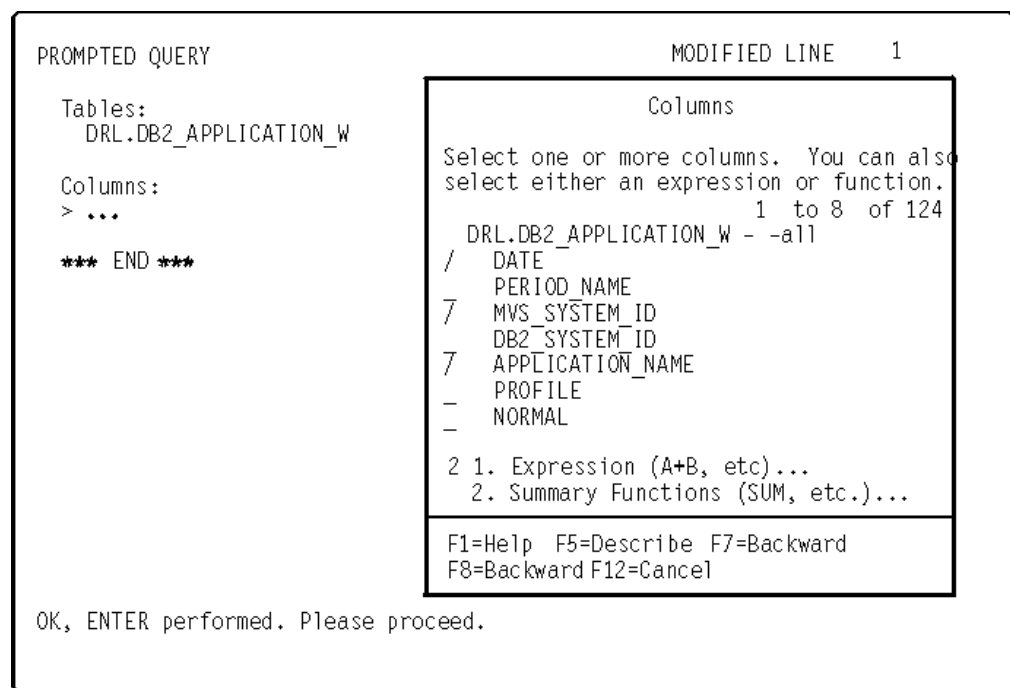 PROMPTED QUERY MODIFIED LINE 1
Tables:
DRL.DB2_APPLICATION_W
Columns:
> ...
*** END ***
Columns
Select one or more columns. You can also
select either an expression or function.
1 to 8 of 124
DRL.DB2_APPLICATION_W - -all
/ DATE
_ PERIOD_NAME
/ MVS_SYSTEM_ID
DB2_SYSTEM_ID
/ APPLICATION_NAME
_ PROFILE
_ NORMAL
2 1. Expression (A+B, etc)...
2. Summary Functions (SUM, etc.)...
F1=Help F5=Describe F7=Backward
F8=Backward F12=Cancel
OK, ENTER performed. Please proceed.